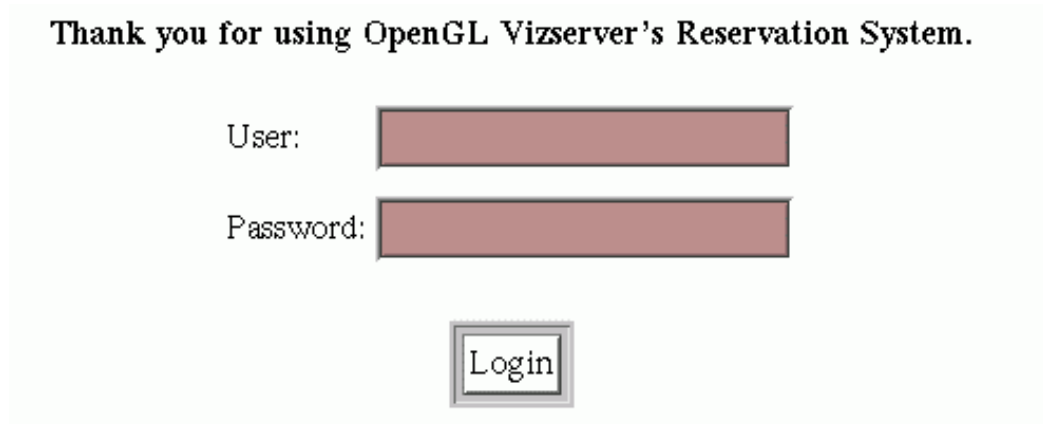 Thank you for using OpenGL Vizserver's Reservation System.
User:
Password:
Login